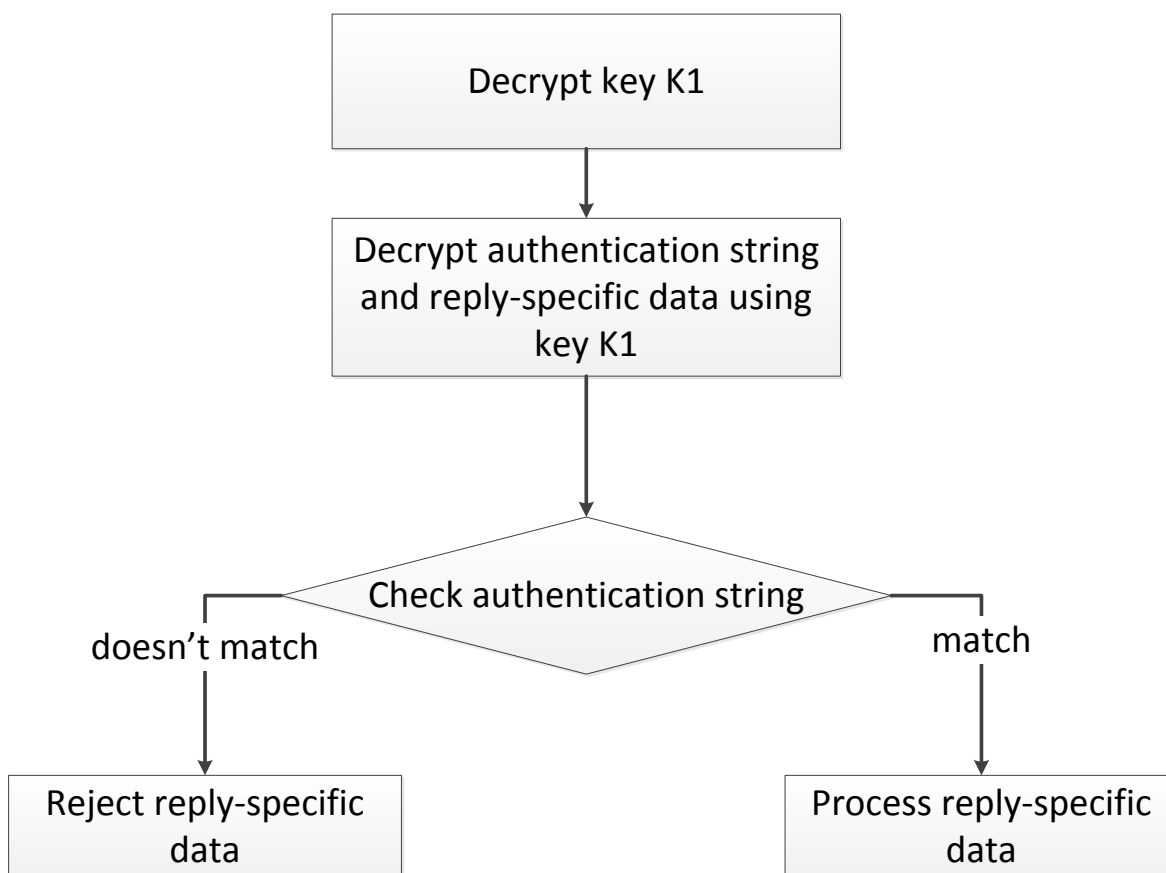 Decrypt key K1
Decrypt authentication string
and reply-specific data using
key K1
Check authentication string
doesn’t match
match
Reject reply-specific
data
Process reply-specific
data